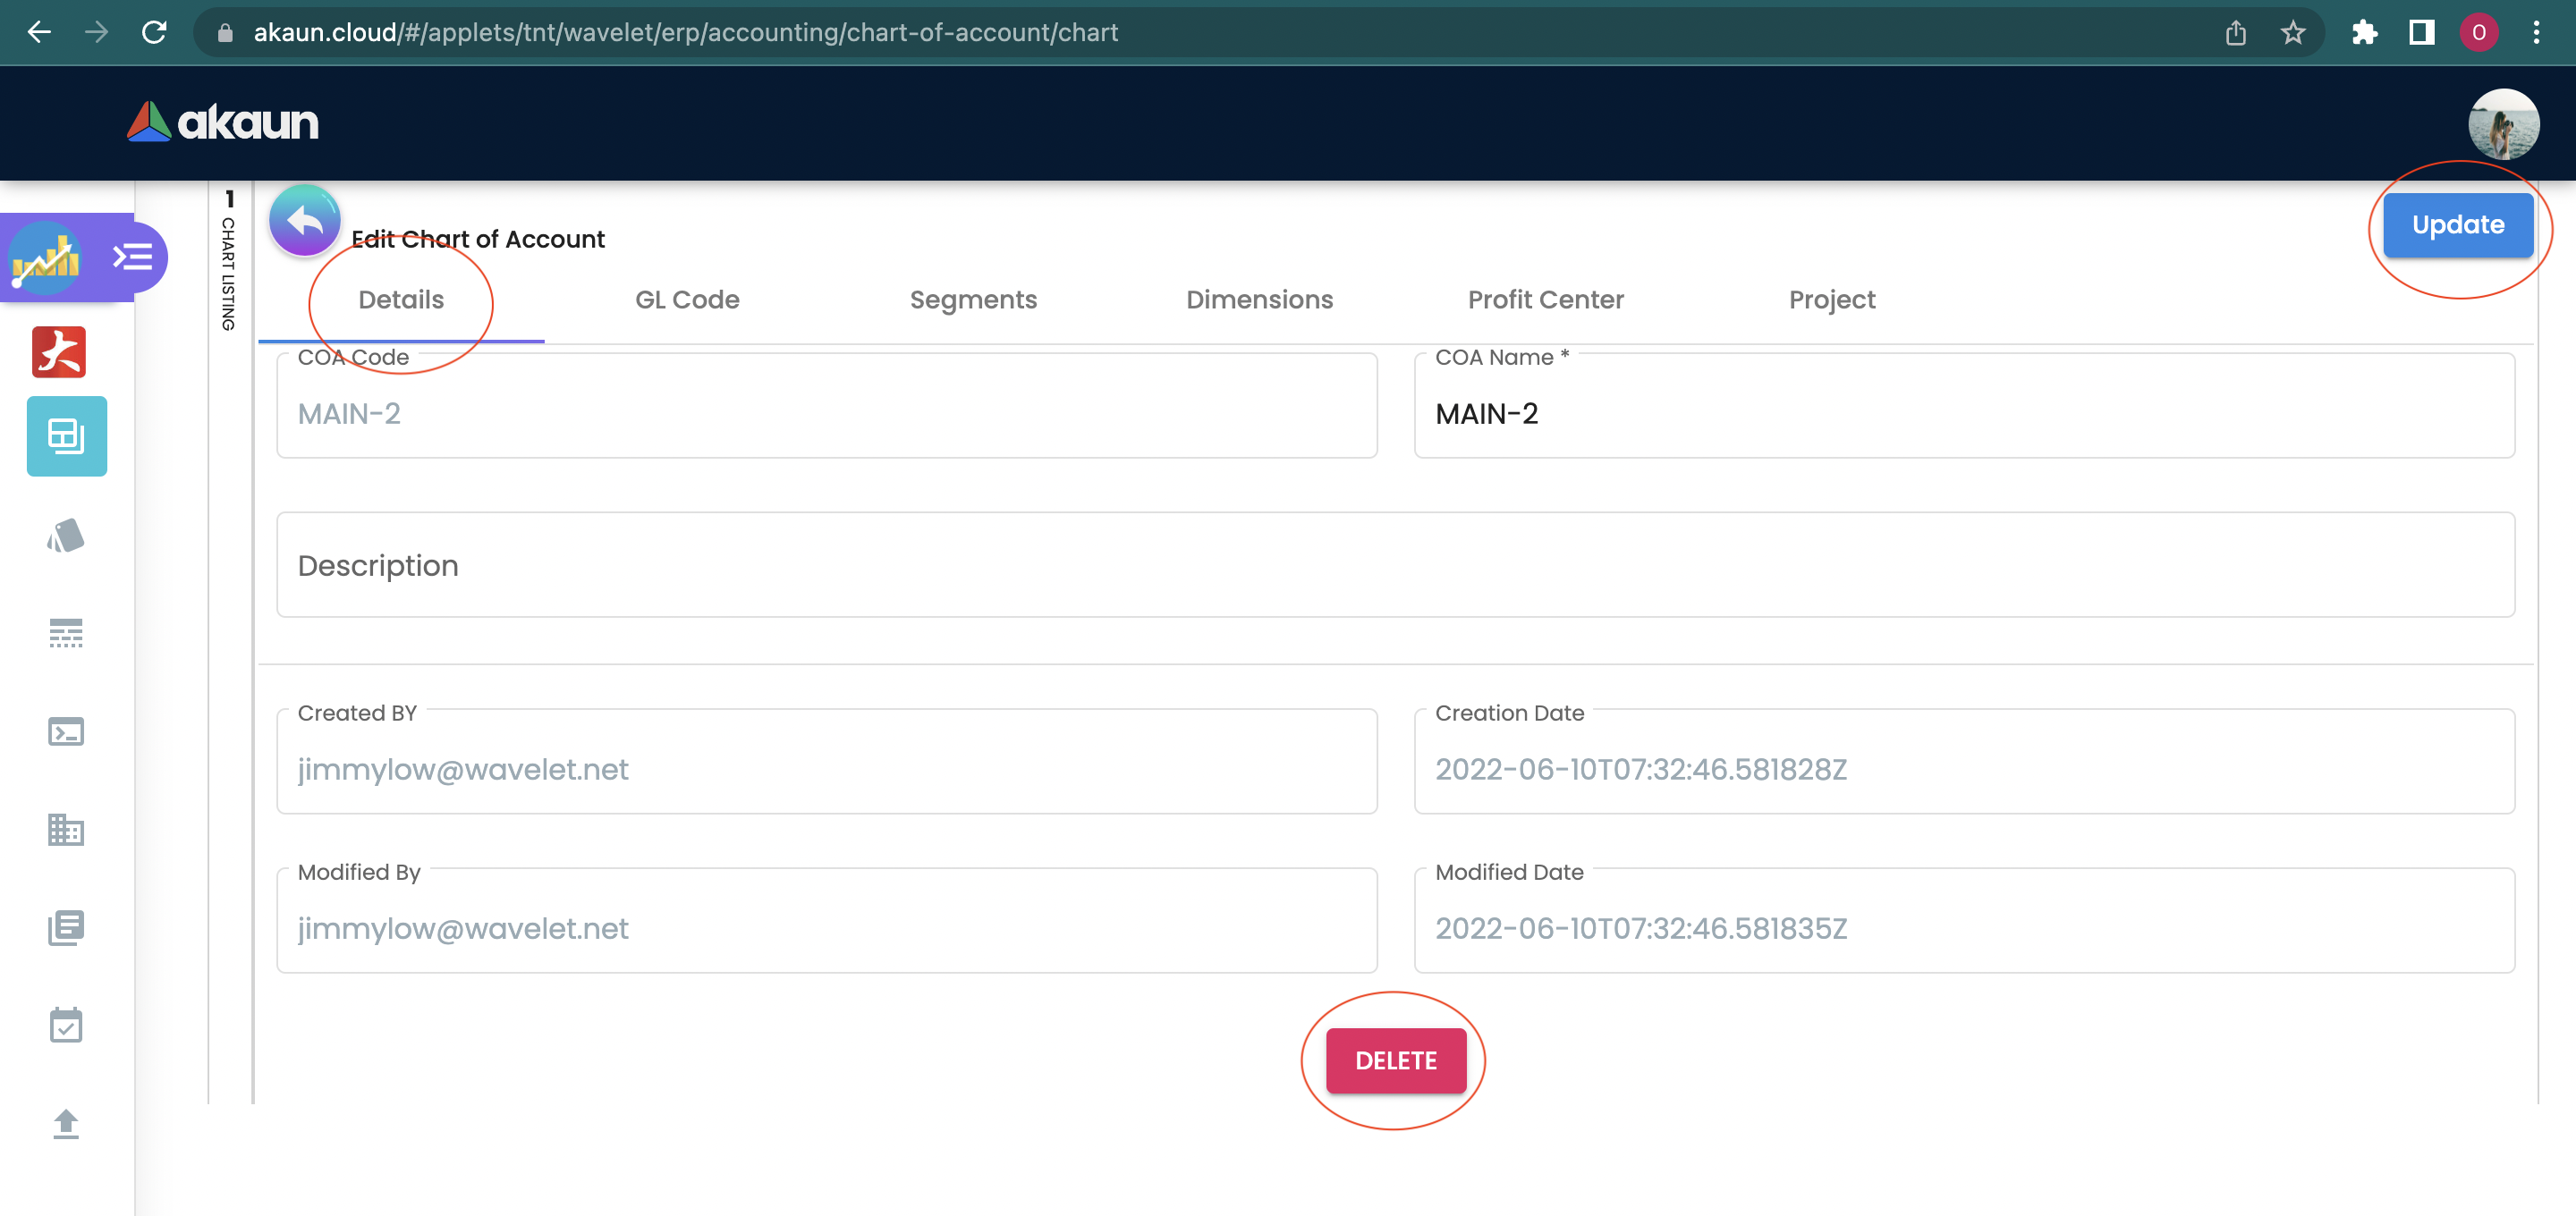 akaun.cloud/#/applets/tnt/wavelet/erp/accounting/chart-of-account/chart
O
akaun
1
CHART LISTING
Edit Chart of Account
Update
Details GL Code Segments Dimensions Profit Center Project
COA Code COA Name *
MAIN-2 MAIN-2
Description
Created BY Creation Date
jimmylow@wavelet.net 2022-06-10T07:32:46.581828Z
Modified By Modified Date
jimmylow@wavelet.net 2022-06-10T07:32:46.581835Z
DELETE